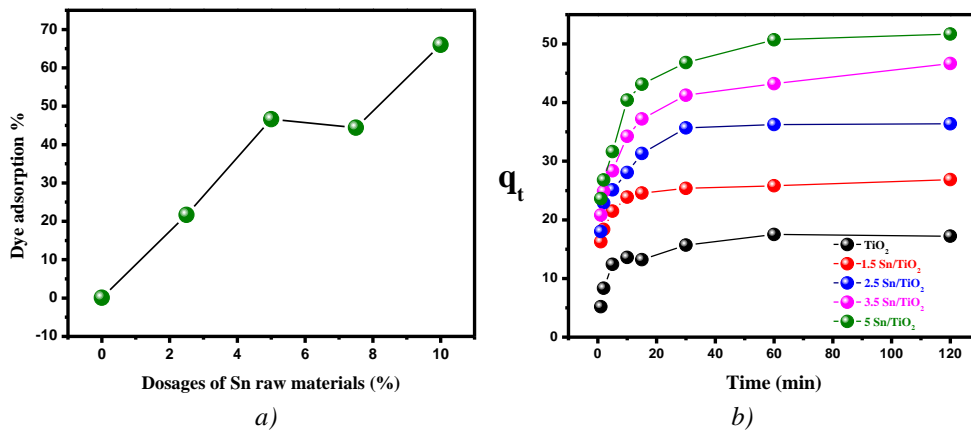 70
60
50
40
30
20
10
0
-10
Dye adsorption %
0 2 4 6 8 10
Dosages of Sn raw materials (%)
a)
50
40
30
20
10
0
qt
TiO2
1.5 Sn/TiO2
2.5 Sn/TiO2
3.5 Sn/TiO2
5 Sn/TiO2
0 20 40 60 80 100 120
Time (min)
b)